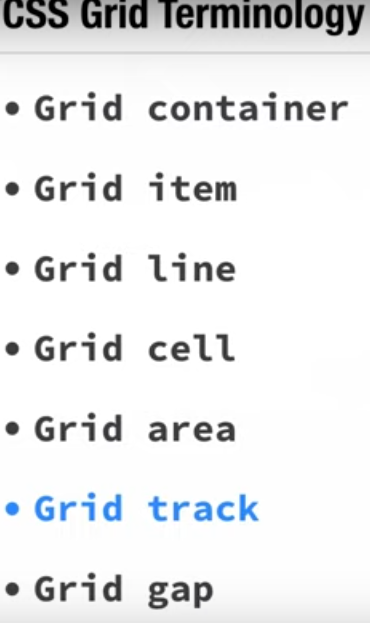 CSS Grid Terminology
• Grid container
• Grid item
• Grid line
• Grid cell
• Grid area
• Grid track
• Grid gap